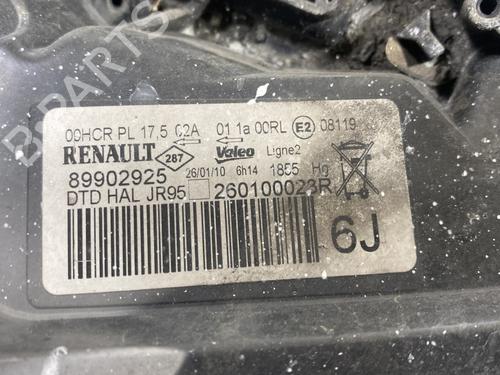 00HCR PL 17,5 02A 01 1a 00RL E2 08119
RENAULT 287 Valeo Ligne2
89902925 26/01/10 6h14 1855 Hg
DTD HAL JR95 260100023R
6J